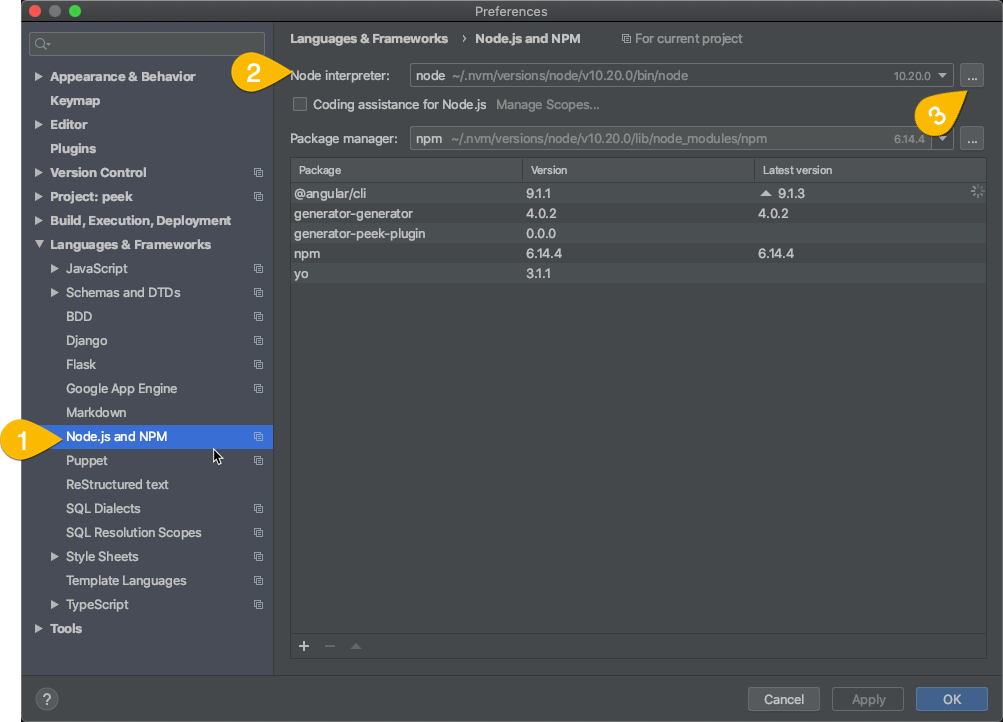 Preferences
Appearance & Behavior
Keymap
Editor
Plugins
Version Control
Project: peek
Build, Execution, Deployment
Languages & Frameworks
JavaScript
Schemas and DTDs
BDD
Django
Flask
Google App Engine
Markdown
1
Node.js and NPM
Puppet
ReStructured text
SQL Dialects
SQL Resolution Scopes
Style Sheets
Template Languages
TypeScript
Tools
Languages & Frameworks › Node.js and NPM For current project
2
Node interpreter: node ~/.nvm/versions/node/v10.20.0/bin/node 10.20.0 ...
3
Coding assistance for Node.js Manage Scopes...
Package manager: npm ~/.nvm/versions/node/v10.20.0/lib/node_modules/npm 6.14.4 ...
Package Version Latest version
@angular/cli 9.1.1 9.1.3
generator-generator 4.0.2 4.0.2
generator-peek-plugin 0.0.0
npm 6.14.4 6.14.4
yo 3.1.1
+ −
? Cancel Apply OK